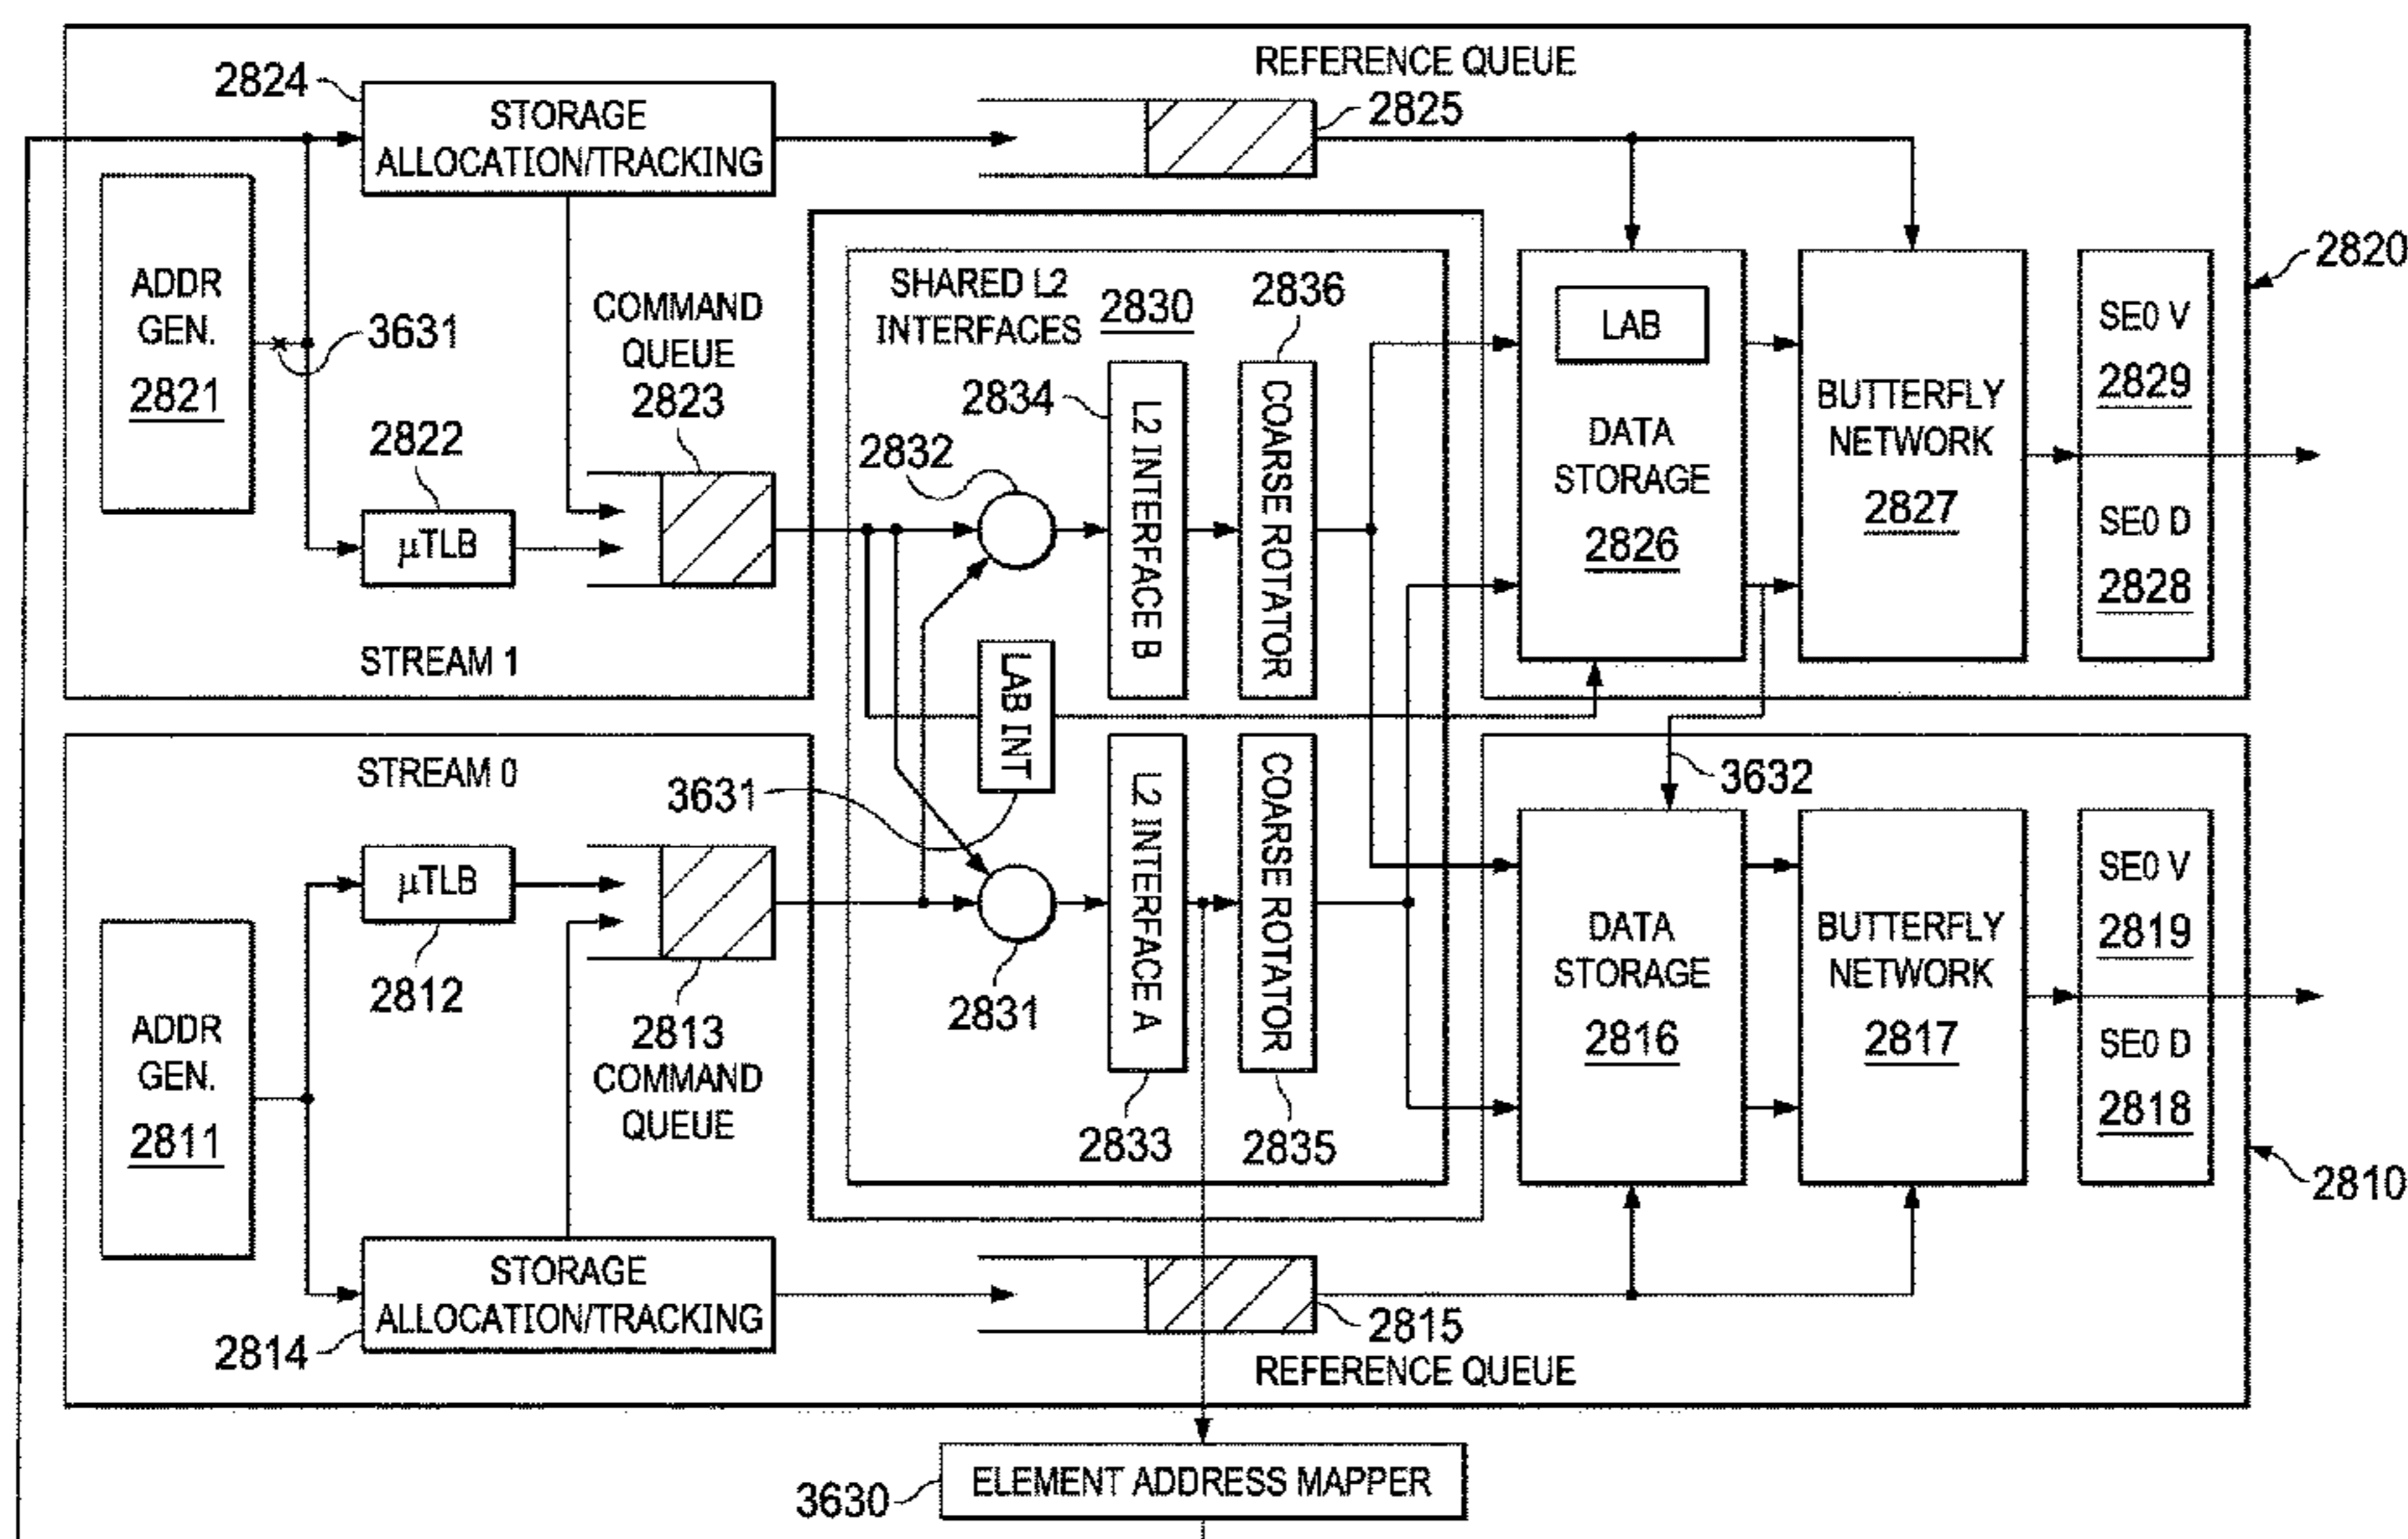 REFERENCE QUEUE
2824
STORAGE
ALLOCATION/TRACKING
2825
ADDR
GEN.
2821
3631
COMMAND
QUEUE
2823
2822
µTLB
STREAM 1
SHARED L2
INTERFACES 2830
2836
2834
2832
L2 INTERFACE B
COARSE ROTATOR
LAB
DATA
STORAGE
2826
BUTTERFLY
NETWORK
2827
SE0 V
2829
SE0 D
2828
2820
LAB INT
3631
3632
STREAM 0
µTLB
2812
2813
COMMAND
QUEUE
ADDR
GEN.
2811
2831
L2 INTERFACE A
COARSE ROTATOR
2833
2835
DATA
STORAGE
2816
BUTTERFLY
NETWORK
2817
SE0 V
2819
SE0 D
2818
2810
STORAGE
ALLOCATION/TRACKING
2814
2815
REFERENCE QUEUE
ELEMENT ADDRESS MAPPER
3630